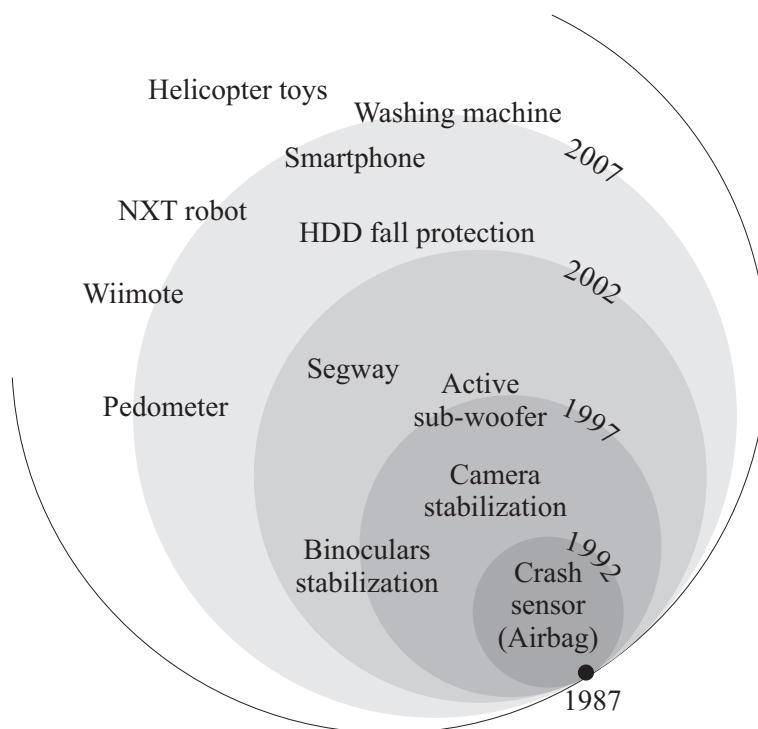 Helicopter toys
Washing machine
2007
Smartphone
NXT robot
HDD fall protection
2002
Wiimote
Segway
Active
sub-woofer
1997
Pedometer
Camera
stabilization
1992
Binoculars
stabilization
Crash
sensor
(Airbag)
1987